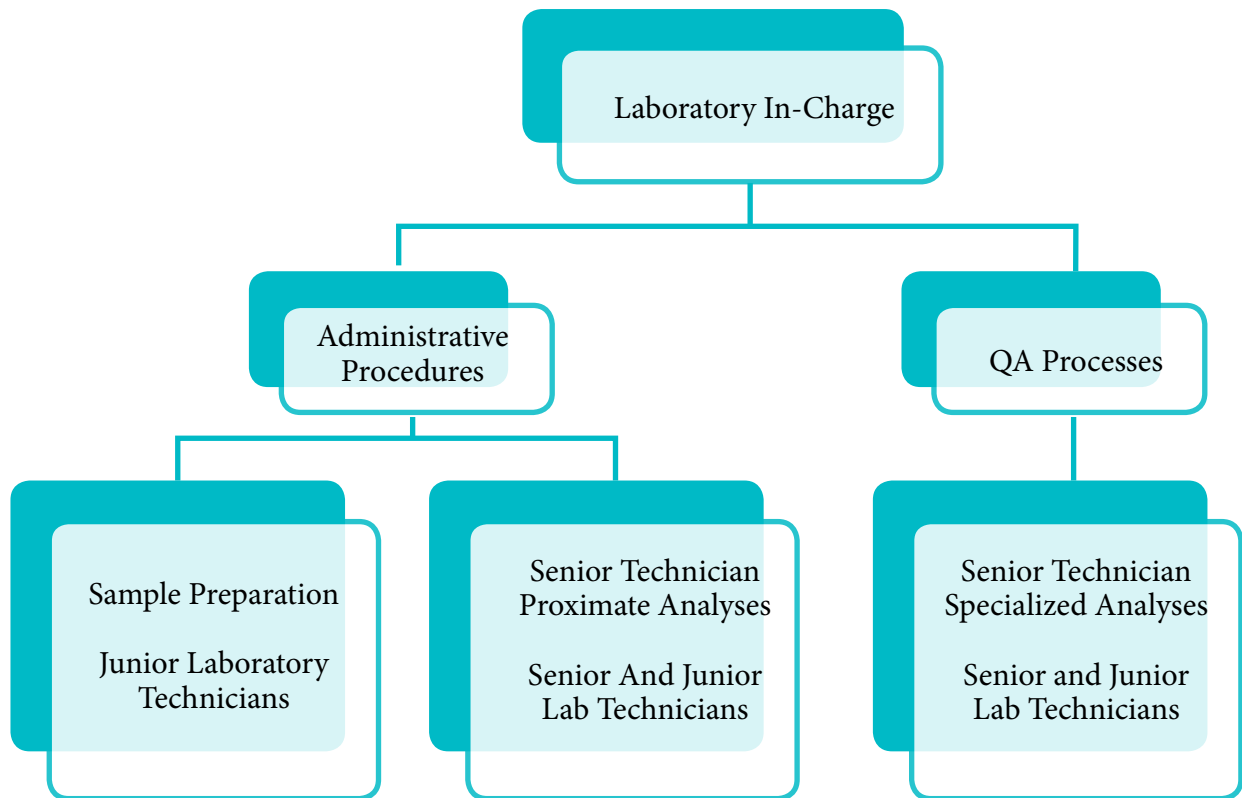 Laboratory In-Charge
Administrative
Procedures
QA Processes
Sample Preparation
Junior Laboratory
Technicians
Senior Technician
Proximate Analyses
Senior And Junior
Lab Technicians
Senior Technician
Specialized Analyses
Senior and Junior
Lab Technicians